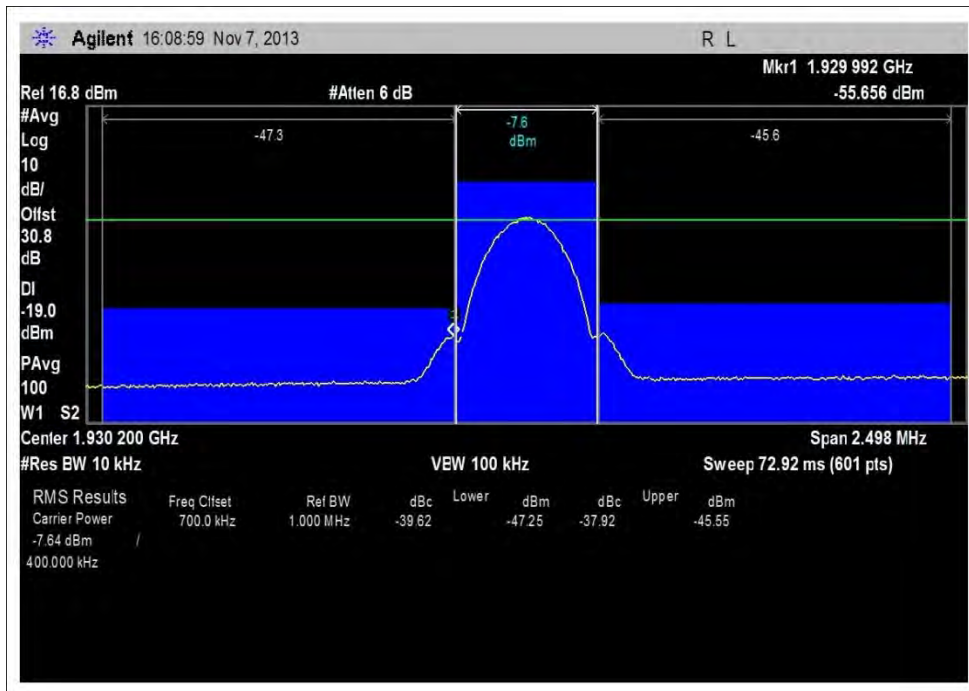 Agilent 16:08:59 Nov 7, 2013 R L
Mkr1 1.929 992 GHz
Ref 16.8 dBm #Atten 6 dB -55.656 dBm
#Avg
Log
10
dB/
Offst
30.8
dB
DI
-19.0
dBm
PAvg
100
W1 S2
-47.3
-7.6
dBm
-45.6
1
Center 1.930 200 GHz Span 2.498 MHz
#Res BW 10 kHz VBW 100 kHz Sweep 72.92 ms (601 pts)
RMS Results Freq Offset Ref BW dBc Lower dBm dBc Upper dBm
Carrier Power 700.0 kHz 1.000 MHz -39.62 -47.25 -37.92 -45.55
-7.64 dBm /
400.000 kHz